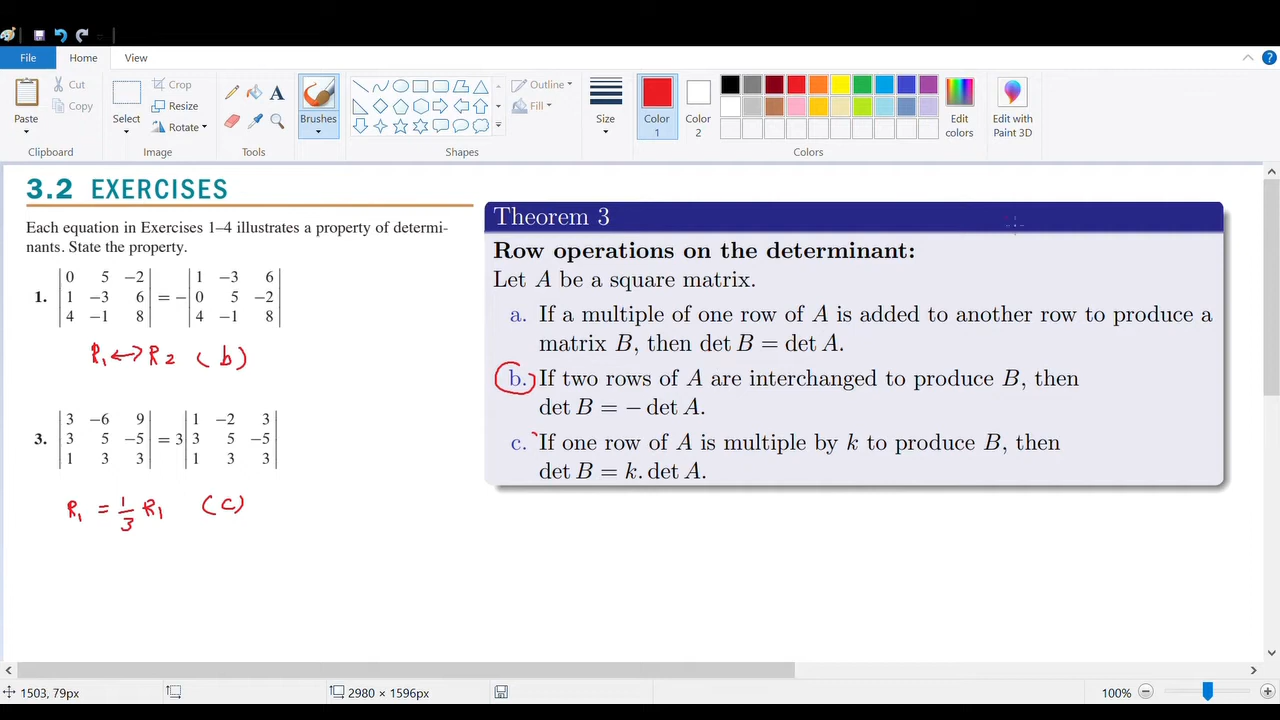 File Home View
Paste
Cut
Copy
Clipboard
Select
Crop
Resize
Rotate
Image
Tools
Brushes
Shapes
Outline
Fill
Size
Color 1
Color 2
Edit colors
Edit with Paint 3D
Colors
3.2 EXERCISES
Each equation in Exercises 1–4 illustrates a property of determi-
nants. State the property.
1. |0 5 −2| = −|1 −3 6|
|1 −3 6| |0 5 −2|
|4 −1 8| |4 −1 8|
R₁ ↔ R₂ (b)
3. |3 −6 9| = 3|1 −2 3|
|3 5 −5| |3 5 −5|
|1 3 3| |1 3 3|
R₁ = 1/3 R₁ (c)
Theorem 3
Row operations on the determinant:
Let A be a square matrix.
a. If a multiple of one row of A is added to another row to produce a
matrix B, then det B = det A.
b. If two rows of A are interchanged to produce B, then
det B = − det A.
c. If one row of A is multiple by k to produce B, then
det B = k. det A.
1503, 79px 2980 × 1596px 100%